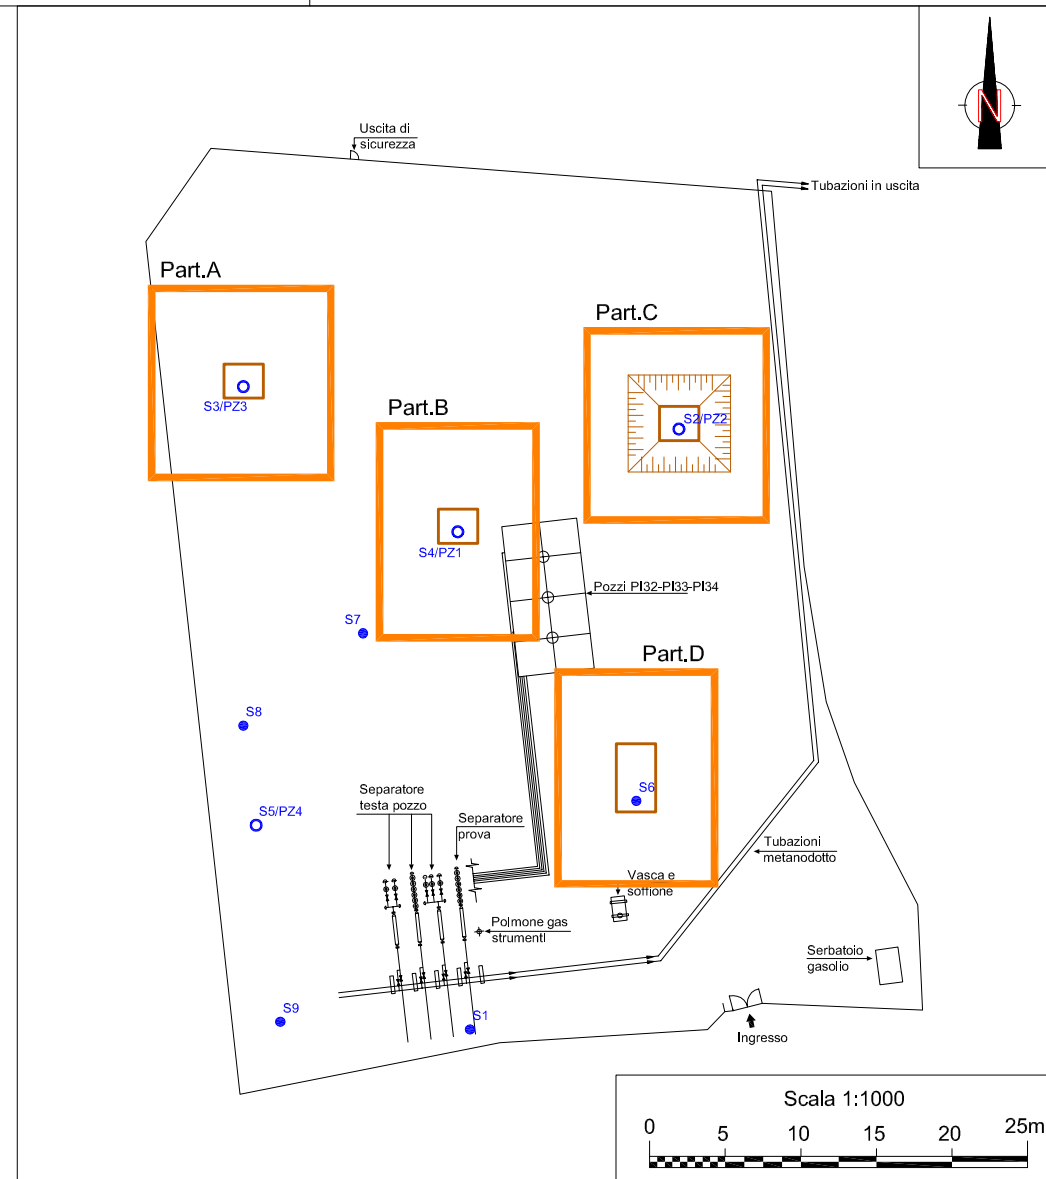 N
Uscita di
sicurezza
Tubazioni in uscita
Part.A
Part.C
S3/PZ3
Part.B
S2/PZ2
S4/PZ1
Pozzi PI32-PI33-PI34
S7
Part.D
S8
S6
Separatore
testa pozzo
S5/PZ4
Separatore
prova
Tubazioni
metanodotto
Vasca e
soffione
Polmone gas
strumenti
Serbatoio
gasolio
S9
S1
Ingresso
Scala 1:1000
0 5 10 15 20 25m